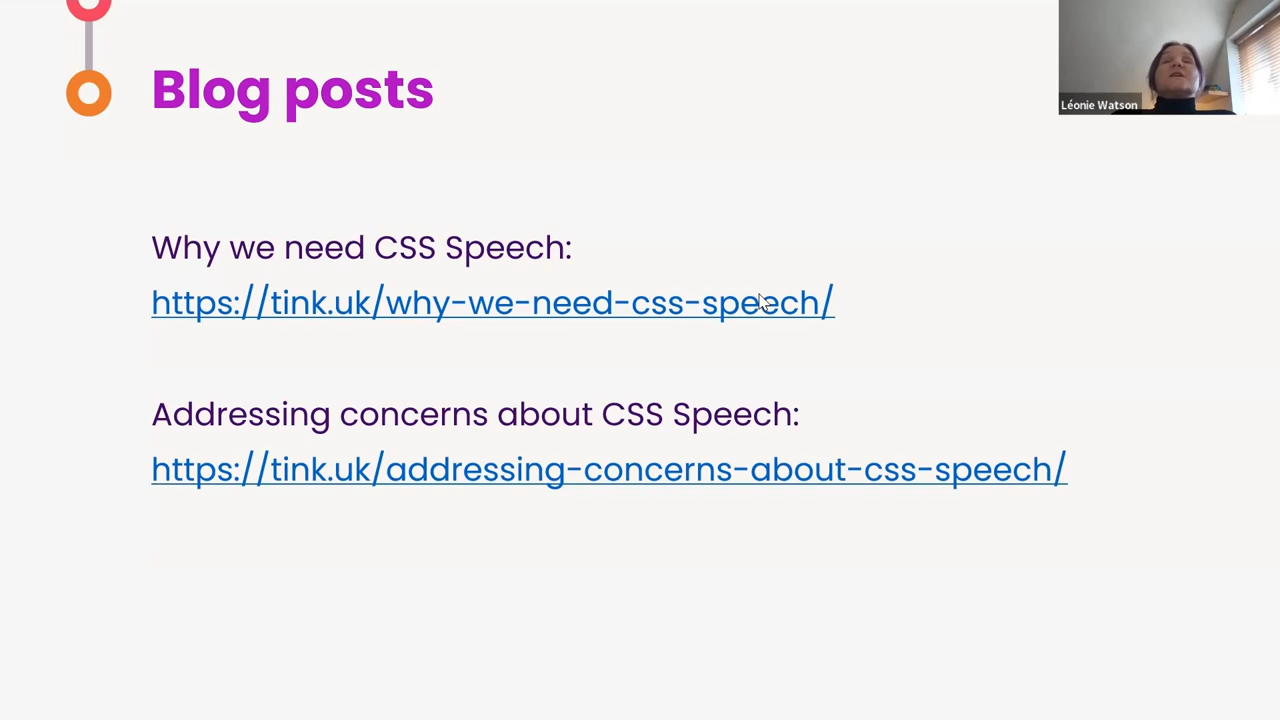 Blog posts
Léonie Watson
Why we need CSS Speech:
https://tink.uk/why-we-need-css-speech/
Addressing concerns about CSS Speech:
https://tink.uk/addressing-concerns-about-css-speech/